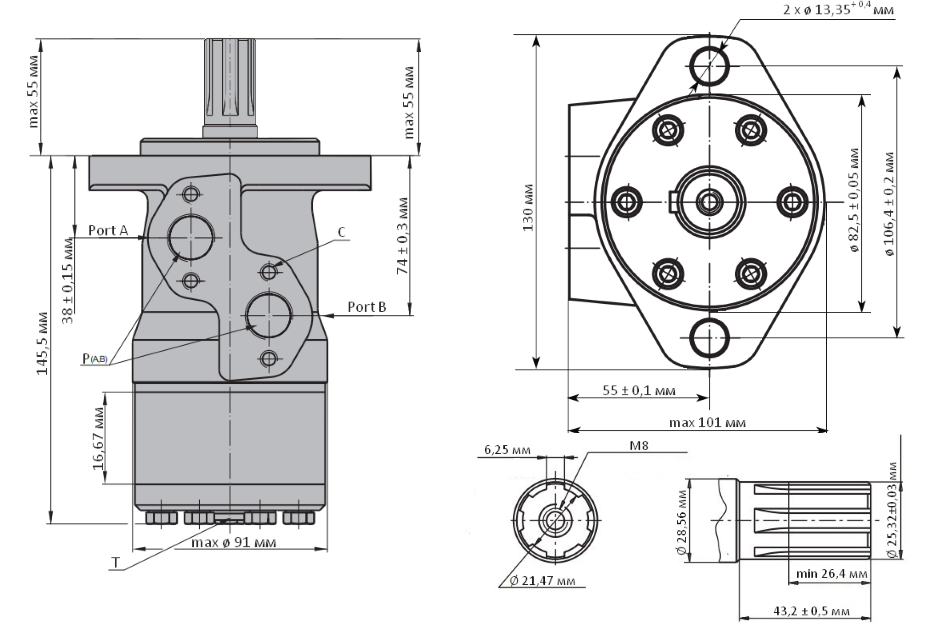 2 x ø 13,35⁺⁰,⁴ мм
max 55 мм
max 55 мм
130 мм
ø 82,5 ± 0,05 мм
ø 106,4 ± 0,2 мм
Port A
C
74 ± 0,3 мм
38 ± 0,15 мм
Port B
145,5 мм
P(A,B)
16,67 мм
55 ± 0,1 мм
max 101 мм
6,25 мм
M8
Ø 28,56 мм
Ø 25,32±0,03 мм
max ø 91 мм
T
Ø 21,47 мм
min 26,4 мм
43,2 ± 0,5 мм